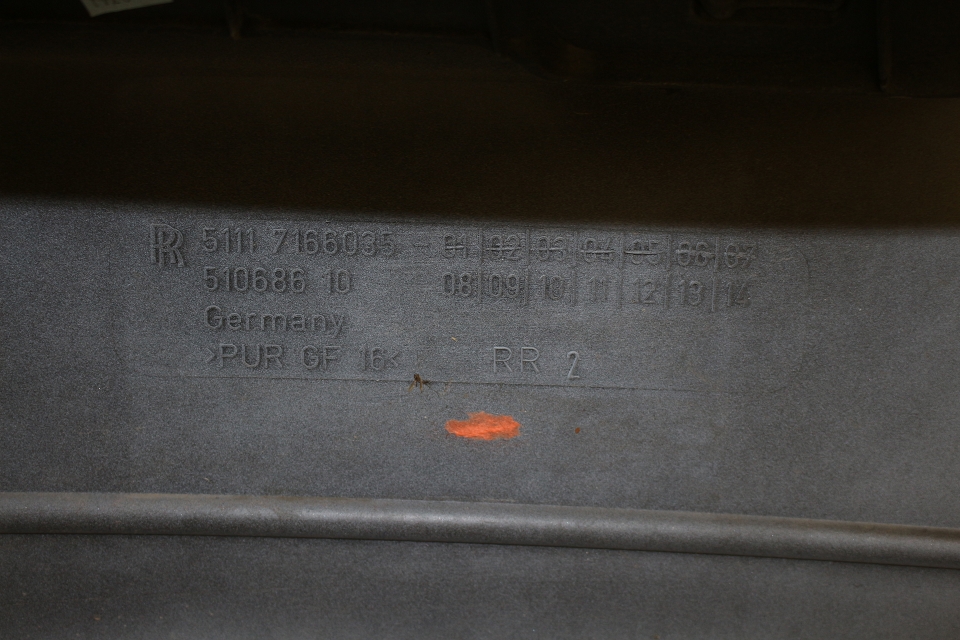 RR 5111 7166035 - 01|02|03|04|05|06|07
510686 10 08|09|10|11|12|13|14
Germany
>PUR GF 16< RR 2